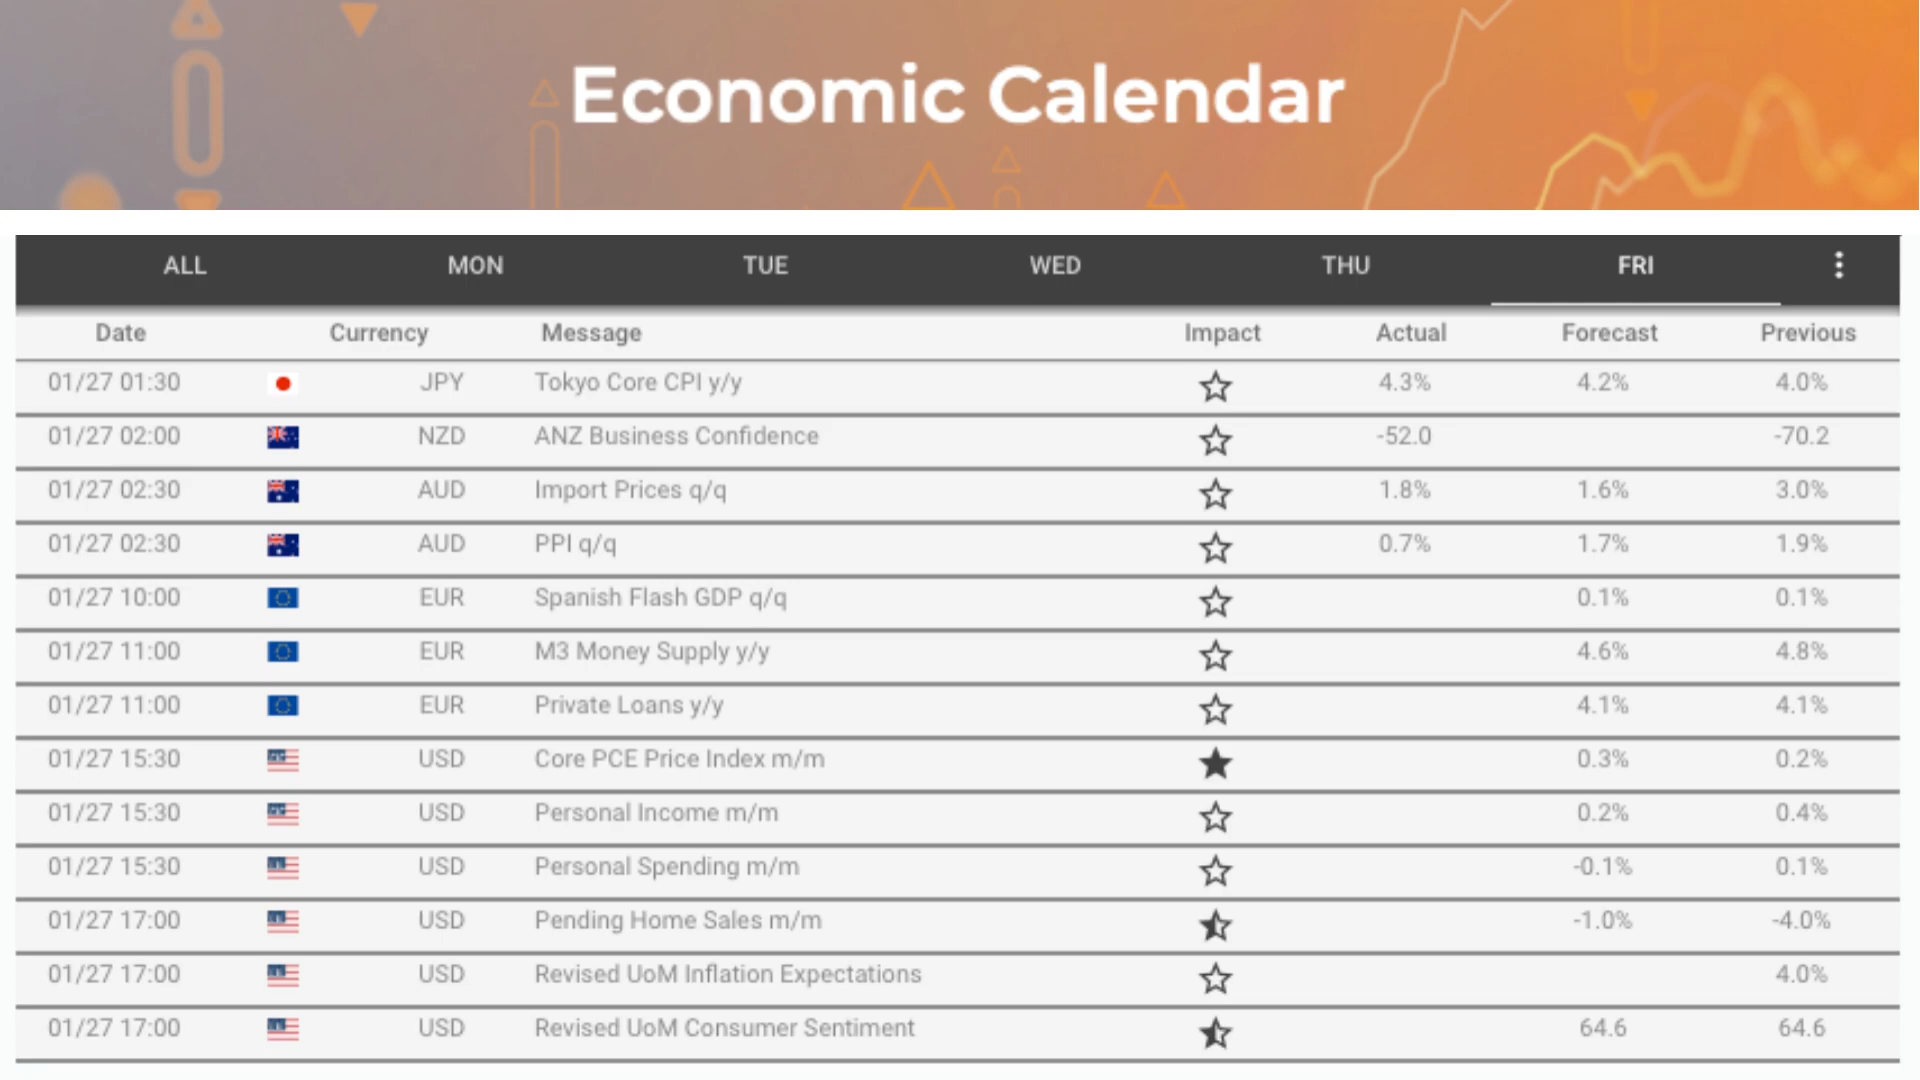 Economic Calendar
ALL MON TUE WED THU FRI
Date Currency Message Impact Actual Forecast Previous
01/27 01:30 JPY Tokyo Core CPI y/y 4.3% 4.2% 4.0%
01/27 02:00 NZD ANZ Business Confidence -52.0 -70.2
01/27 02:30 AUD Import Prices q/q 1.8% 1.6% 3.0%
01/27 02:30 AUD PPI q/q 0.7% 1.7% 1.9%
01/27 10:00 EUR Spanish Flash GDP q/q 0.1% 0.1%
01/27 11:00 EUR M3 Money Supply y/y 4.6% 4.8%
01/27 11:00 EUR Private Loans y/y 4.1% 4.1%
01/27 15:30 USD Core PCE Price Index m/m 0.3% 0.2%
01/27 15:30 USD Personal Income m/m 0.2% 0.4%
01/27 15:30 USD Personal Spending m/m -0.1% 0.1%
01/27 17:00 USD Pending Home Sales m/m -1.0% -4.0%
01/27 17:00 USD Revised UoM Inflation Expectations 4.0%
01/27 17:00 USD Revised UoM Consumer Sentiment 64.6 64.6